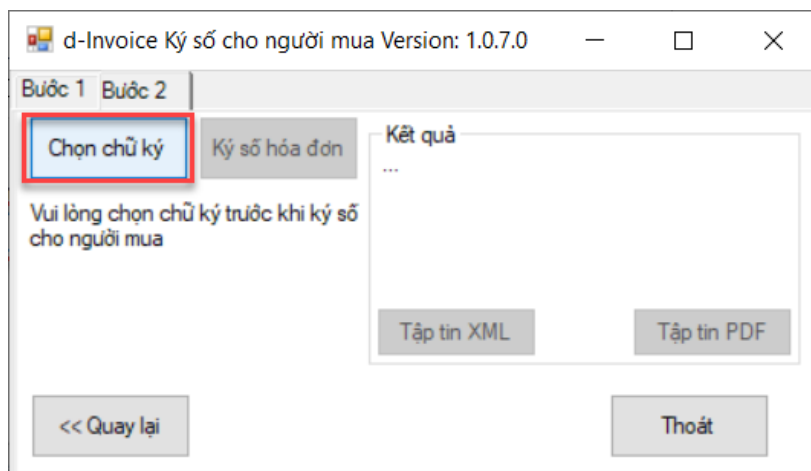 d-Invoice Ký số cho người mua Version: 1.0.7.0
Bước 1 Bước 2
Chọn chữ ký
Ký số hóa đơn
Kết quả
...
Vui lòng chọn chữ ký trước khi ký số
cho người mua
Tập tin XML
Tập tin PDF
<< Quay lại
Thoát